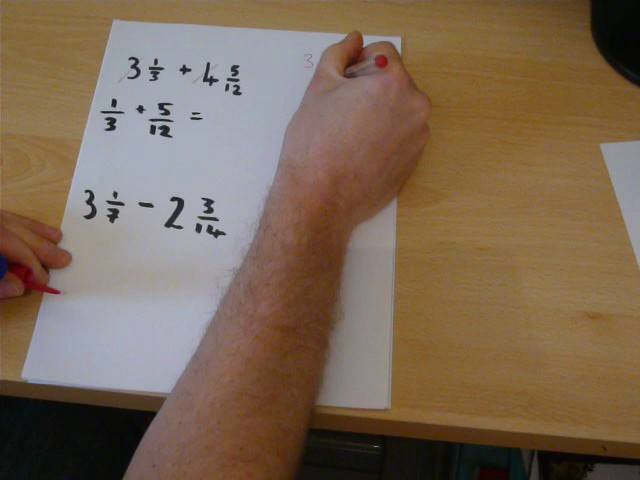 3 1/3 + 4 5/12
3
1/3 + 5/12 =
3 1/7 - 2 3/14